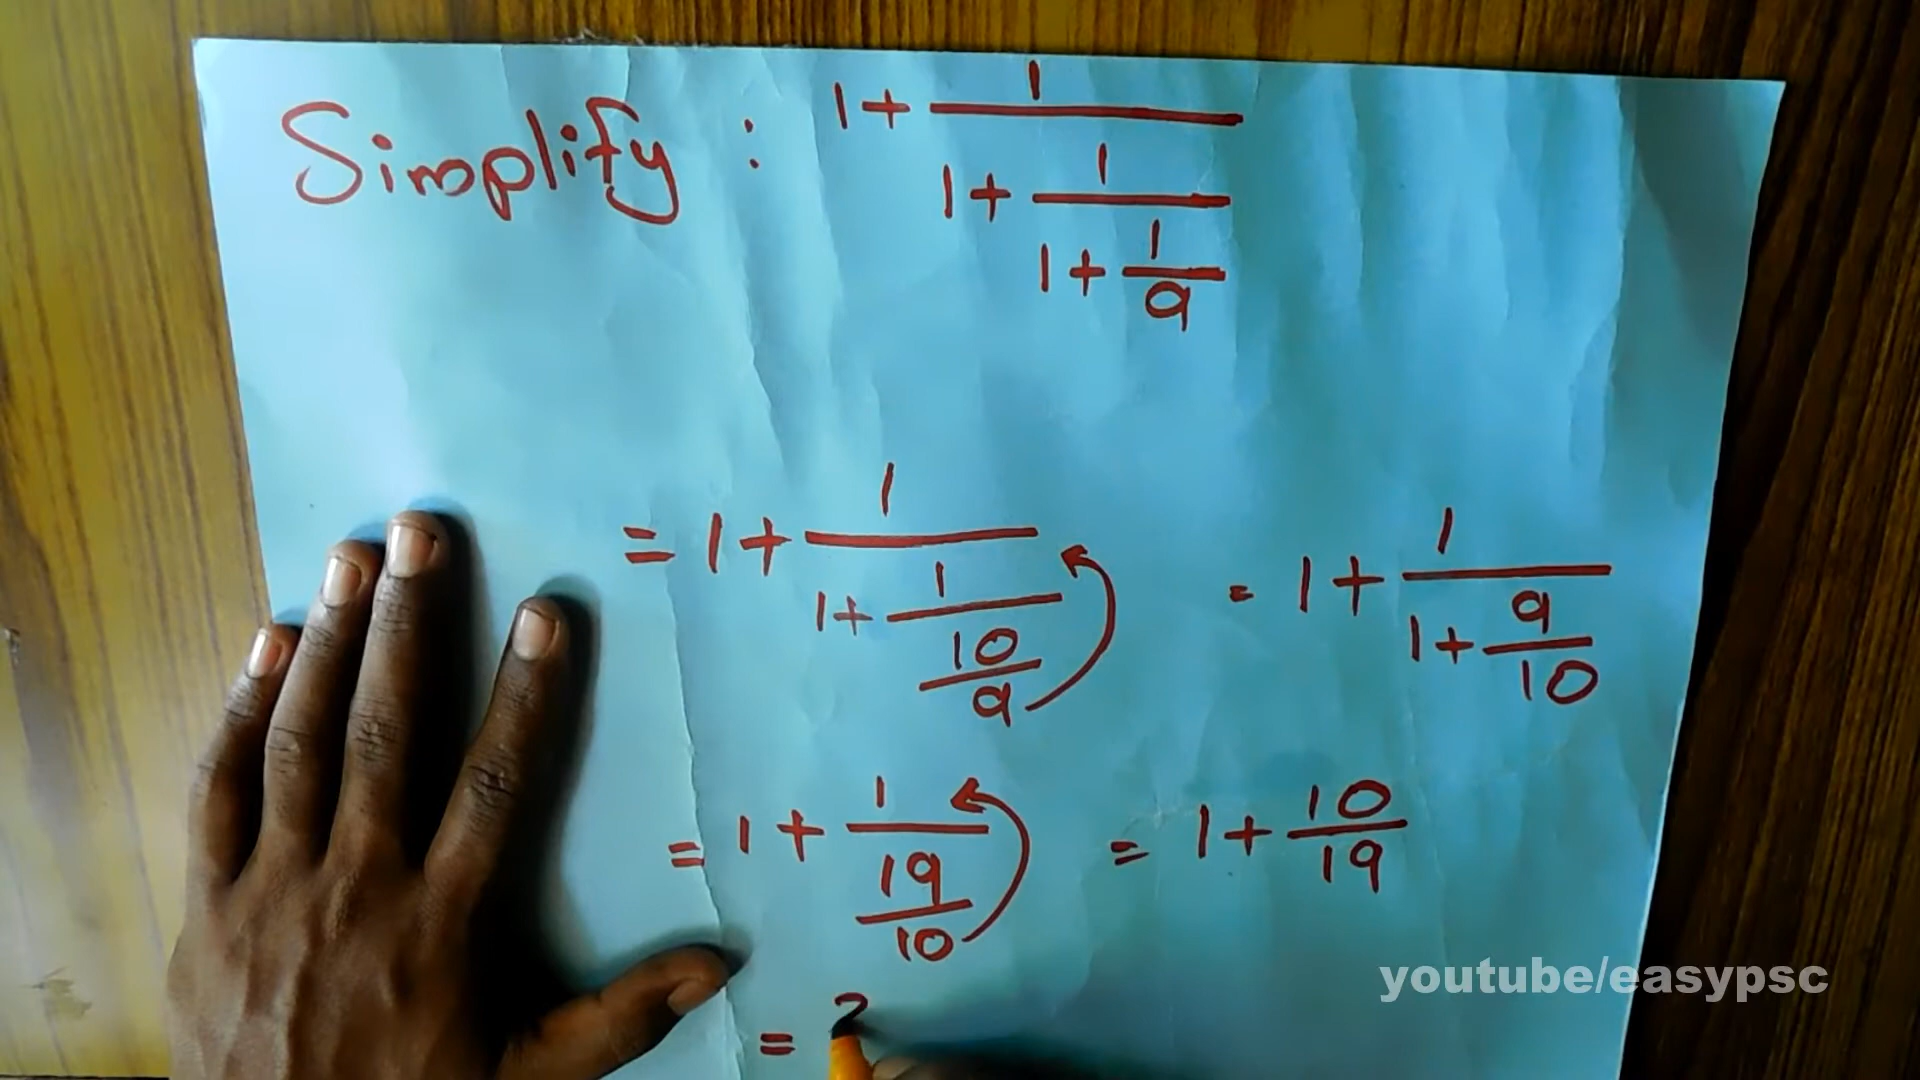 Simplify : 1 + 1
1 + 1
1 + 1
9
= 1 + 1
1 + 1
10
9
= 1 + 1
1 + 9
10
= 1 + 1
19
10
= 1 + 10
19
=
youtube/easypsc